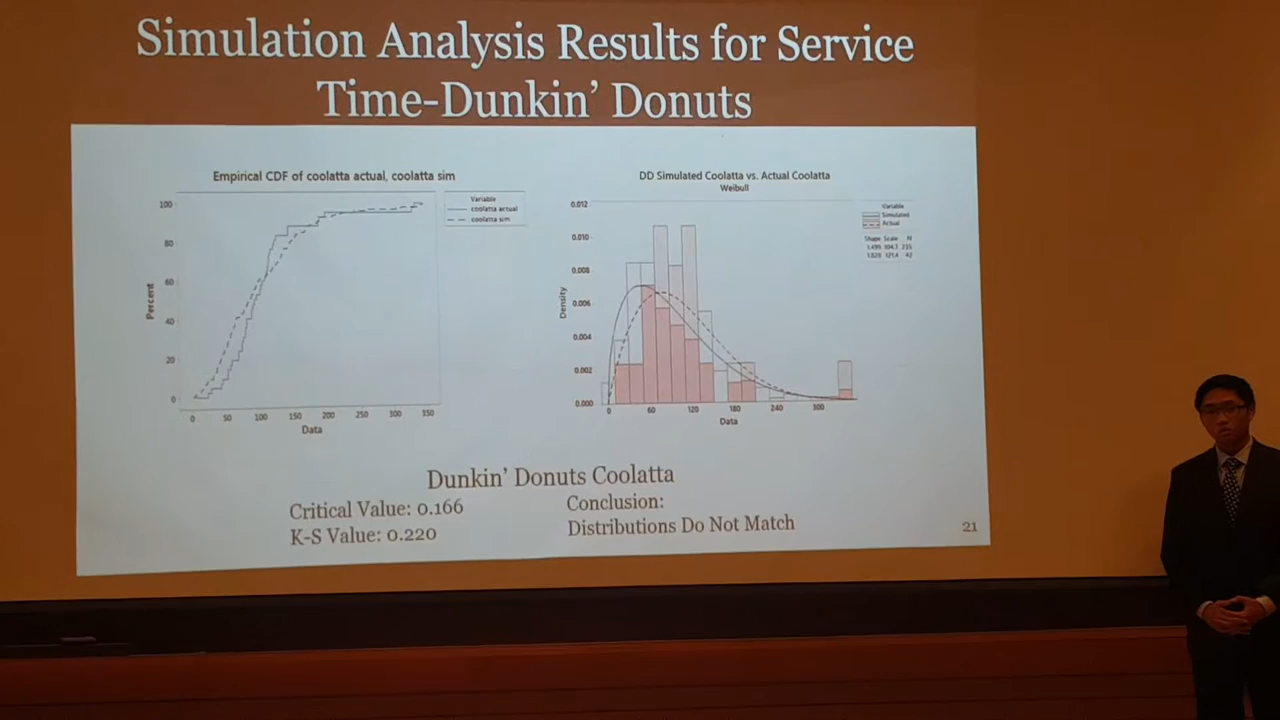 Simulation Analysis Results for Service
Time-Dunkin' Donuts
Empirical CDF of coolatta actual, coolatta sim
Variable
coolatta actual
coolatta sim
Percent
100
80
60
40
20
0
0 50 100 150 200 250 300 350
Data
DD Simulated Coolatta vs. Actual Coolatta
Weibull
Variable
Simulated
Actual
Shape Scale N
Density
0.012
0.010
0.008
0.006
0.004
0.002
0.000
0 60 120 180 240 300
Data
Dunkin' Donuts Coolatta
Critical Value: 0.166
K-S Value: 0.220
Conclusion:
Distributions Do Not Match
21